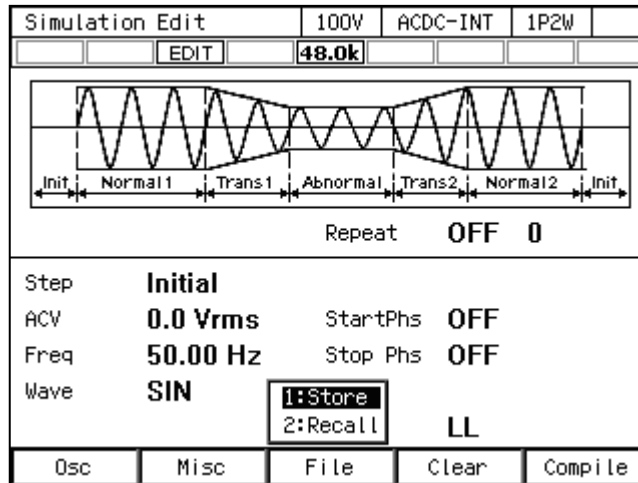 Simulation Edit 100V ACDC-INT 1P2W
EDIT 48.0k
Init Normal1 Trans1 Abnormal Trans2 Normal2 Init
Repeat OFF 0
Step Initial
ACV 0.0 Vrms StartPhs OFF
Freq 50.00 Hz Stop Phs OFF
Wave SIN
1:Store
2:Recall LL
Osc Misc File Clear Compile